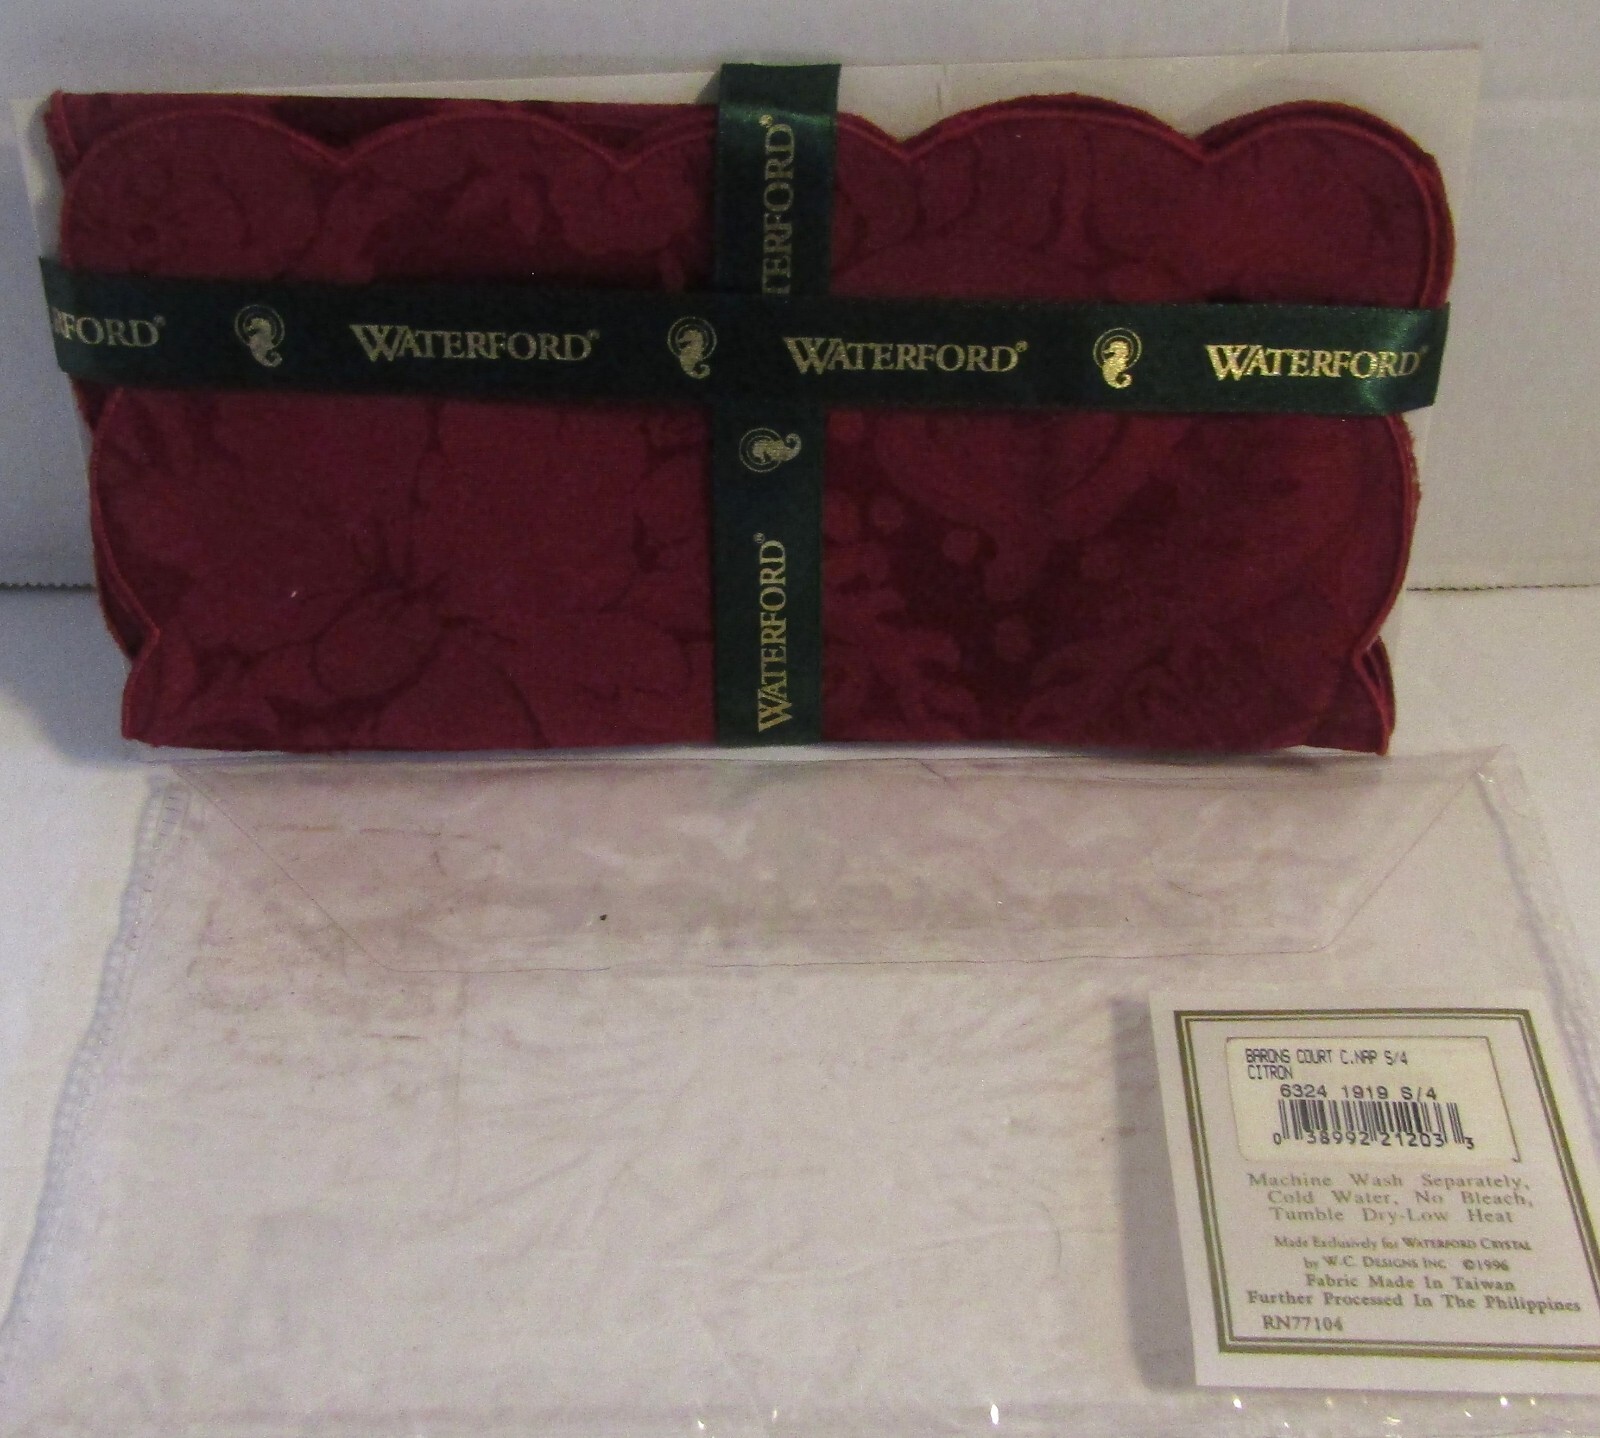 TERFORD®
RFORD® WATERFORD® WATERFORD® WATERFORD®
WATERFORD®
BARONS COURT C.NAP S/4
CITRON
6324 1919 S/4
0 38992 21203 3
Machine Wash Separately,
Cold Water, No Bleach,
Tumble Dry-Low Heat
Made Exclusively for WATERFORD CRYSTAL
by W.C. DESIGNS INC ©1996
Fabric Made In Taiwan
Further Processed In The Philippines
RN77104